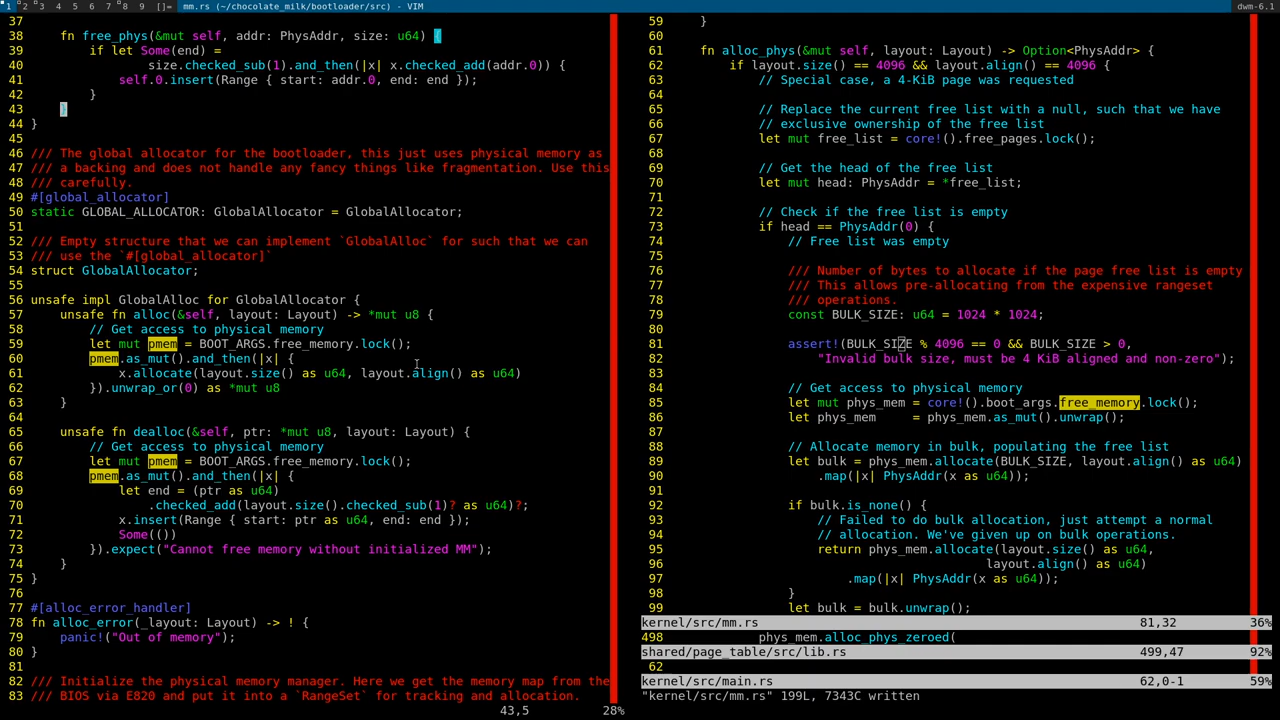 1 2 3 4 5 6 7 8 9 []= mm.rs (~/chocolate_milk/bootloader/src) - VIM dwm-6.1
37
38     fn free_phys(&mut self, addr: PhysAddr, size: u64) {
39         if let Some(end) =
40                 size.checked_sub(1).and_then(|x| x.checked_add(addr.0)) {
41             self.0.insert(Range { start: addr.0, end: end });
42         }
43     }
44 }
45
46 /// The global allocator for the bootloader, this just uses physical memory as
47 /// a backing and does not handle any fancy things like fragmentation. Use this
48 /// carefully.
49 #[global_allocator]
50 static GLOBAL_ALLOCATOR: GlobalAllocator = GlobalAllocator;
51
52 /// Empty structure that we can implement `GlobalAlloc` for such that we can
53 /// use the `#[global_allocator]`
54 struct GlobalAllocator;
55
56 unsafe impl GlobalAlloc for GlobalAllocator {
57     unsafe fn alloc(&self, layout: Layout) -> *mut u8 {
58         // Get access to physical memory
59         let mut pmem = BOOT_ARGS.free_memory.lock();
60         pmem.as_mut().and_then(|x| {
61             x.allocate(layout.size() as u64, layout.align() as u64)
62         }).unwrap_or(0) as *mut u8
63     }
64
65     unsafe fn dealloc(&self, ptr: *mut u8, layout: Layout) {
66         // Get access to physical memory
67         let mut pmem = BOOT_ARGS.free_memory.lock();
68         pmem.as_mut().and_then(|x| {
69             let end = (ptr as u64)
70                 .checked_add(layout.size().checked_sub(1)? as u64)?;
71             x.insert(Range { start: ptr as u64, end: end });
72             Some(())
73         }).expect("Cannot free memory without initialized MM");
74     }
75 }
76
77 #[alloc_error_handler]
78 fn alloc_error(_layout: Layout) -> ! {
79     panic!("Out of memory");
80 }
81
82 /// Initialize the physical memory manager. Here we get the memory map from the
83 /// BIOS via E820 and put it into a `RangeSet` for tracking and allocation.
43,5 28%
59     }
60
61     fn alloc_phys(&mut self, layout: Layout) -> Option<PhysAddr> {
62         if layout.size() == 4096 && layout.align() == 4096 {
63             // Special case, a 4-KiB page was requested
64
65             // Replace the current free list with a null, such that we have
66             // exclusive ownership of the free list
67             let mut free_list = core!().free_pages.lock();
68
69             // Get the head of the free list
70             let mut head: PhysAddr = *free_list;
71
72             // Check if the free list is empty
73             if head == PhysAddr(0) {
74                 // Free list was empty
75
76                 /// Number of bytes to allocate if the page free list is empty
77                 /// This allows pre-allocating from the expensive rangeset
78                 /// operations.
79                 const BULK_SIZE: u64 = 1024 * 1024;
80
81                 assert!(BULK_SIZE % 4096 == 0 && BULK_SIZE > 0,
82                     "Invalid bulk size, must be 4 KiB aligned and non-zero");
83
84                 // Get access to physical memory
85                 let mut phys_mem = core!().boot_args.free_memory.lock();
86                 let phys_mem     = phys_mem.as_mut().unwrap();
87
88                 // Allocate memory in bulk, populating the free list
89                 let bulk = phys_mem.allocate(BULK_SIZE, layout.align() as u64)
90                     .map(|x| PhysAddr(x as u64));
91
92                 if bulk.is_none() {
93                     // Failed to do bulk allocation, just attempt a normal
94                     // allocation. We've given up on bulk operations.
95                     return phys_mem.allocate(layout.size() as u64,
96                                            layout.align() as u64)
97                         .map(|x| PhysAddr(x as u64));
98                 }
99                 let bulk = bulk.unwrap();
kernel/src/mm.rs 81,32 36%
498             phys_mem.alloc_phys_zeroed(
shared/page_table/src/lib.rs 499,47 92%
62
kernel/src/main.rs 62,0-1 59%
"kernel/src/mm.rs" 199L, 7343C written